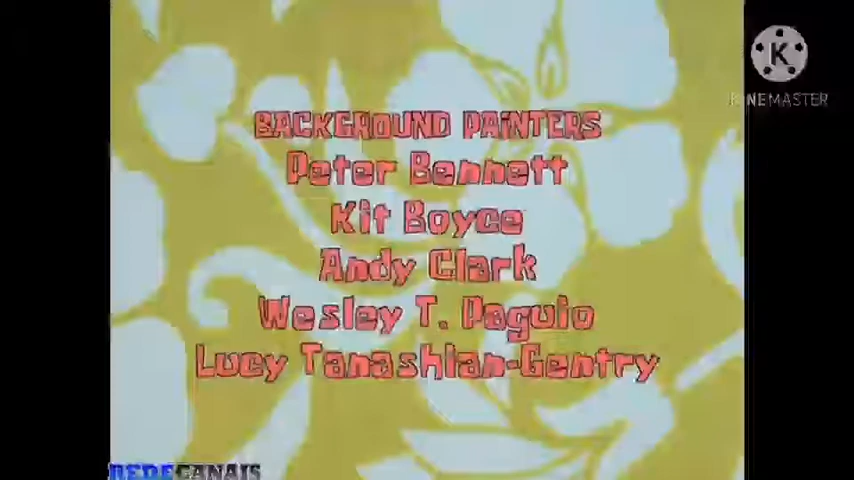 K
KINEMASTER
BACKGROUND PAINTERS
Peter Bennett
Kit Boyce
Andy Clark
Wesley T. Paguio
Lucy Tanashian-Gentry
REDECANAIS